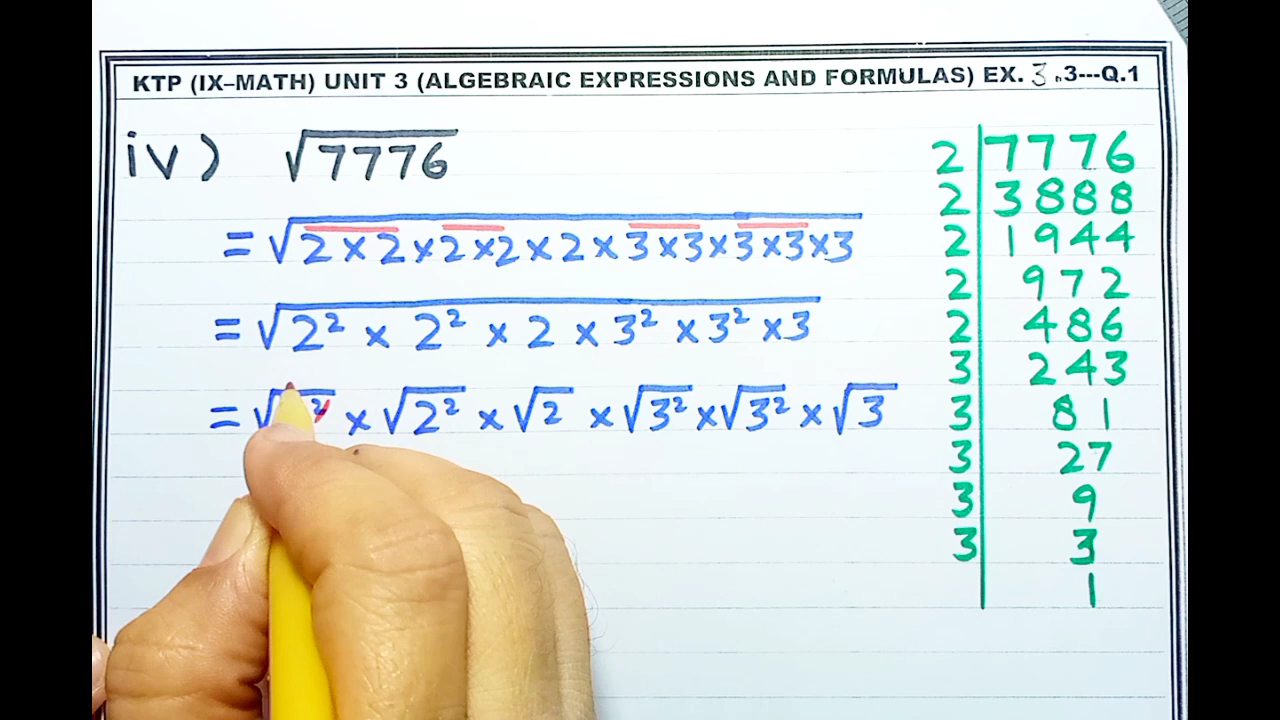 KTP (IX–MATH) UNIT 3 (ALGEBRAIC EXPRESSIONS AND FORMULAS) EX. 3.3---Q.1
iv) √7776
= √2 × 2 × 2 × 2 × 2 × 3 × 3 × 3 × 3 × 3
= √2² × 2² × 2 × 3² × 3² × 3
= √ ² × √2² × √2 × √3² × √3² × √3
2 | 7776
2 | 3888
2 | 1944
2 | 972
2 | 486
3 | 243
3 | 81
3 | 27
3 | 9
3 | 3
| 1